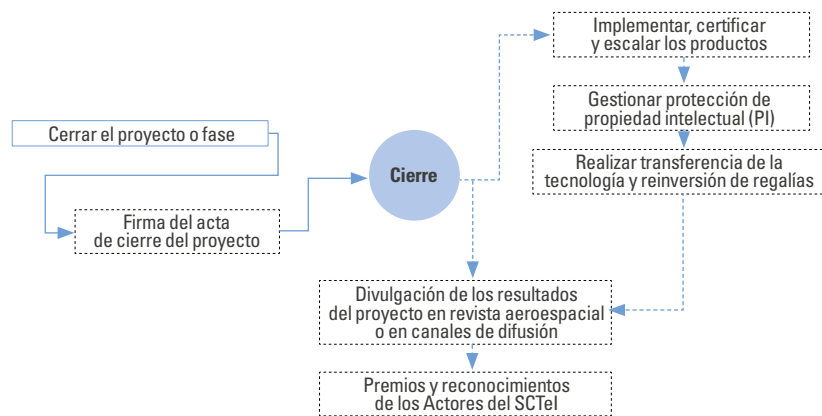 Cerrar el proyecto o fase
Firma del acta
de cierre del proyecto
Cierre
Implementar, certificar
y escalar los productos
Gestionar protección de
propiedad intelectual (PI)
Realizar transferencia de la
tecnología y reinversión de regalías
Divulgación de los resultados
del proyecto en revista aeroespacial
o en canales de difusión
Premios y reconocimientos
de los Actores del SCTeI